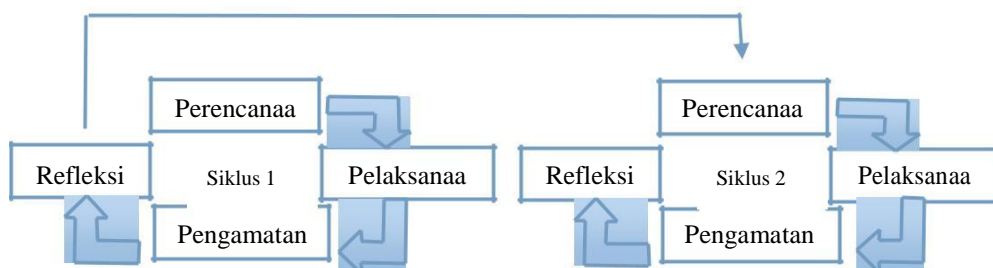 Perencanaa
Refleksi
Siklus 1
Pelaksanaa
Pengamatan
Perencanaa
Refleksi
Siklus 2
Pelaksanaa
Pengamatan